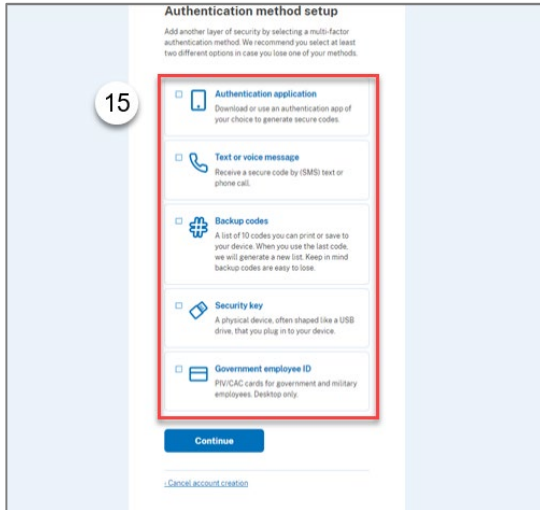 Authentication method setup
Add another layer of security by selecting a multi-factor
authentication method. We recommend you select at least
two different options in case you lose one of your methods.
15
Authentication application
Download or use an authentication app of
your choice to generate secure codes.
Text or voice message
Receive a secure code by (SMS) text or
phone call.
Backup codes
A list of 10 codes you can print or save to
your device. When you use the last code,
we will generate a new list. Keep in mind
backup codes are easy to lose.
Security key
A physical device, often shaped like a USB
drive, that you plug in to your device.
Government employee ID
PIV/CAC cards for government and military
employees. Desktop only.
Continue
‹ Cancel account creation